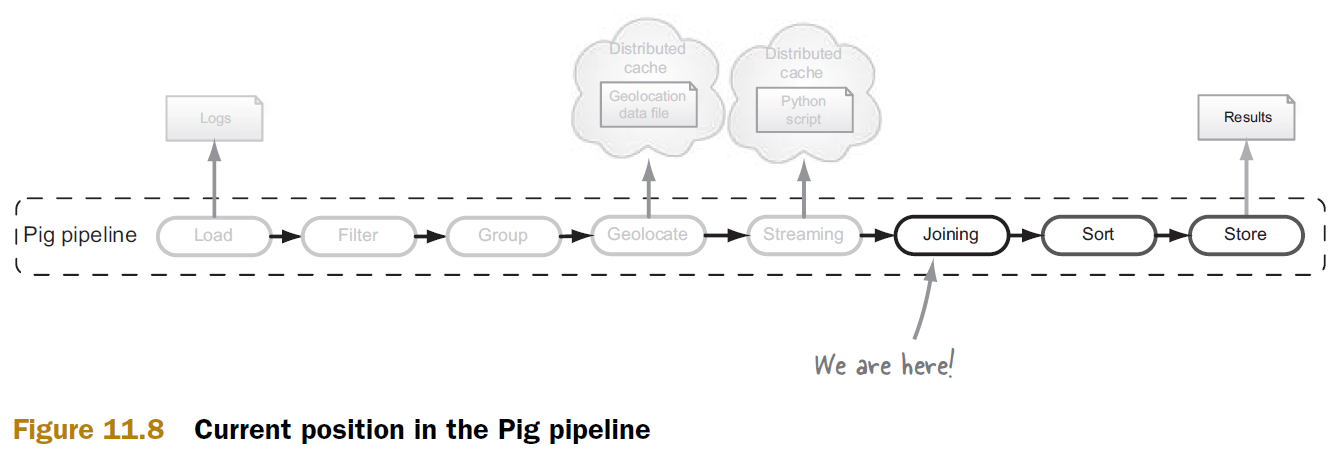 Distributed
cache
Geolocation
data file
Distributed
cache
Python
script
Logs
Results
Pig pipeline
Load
Filter
Group
Geolocate
Streaming
Joining
Sort
Store
We are here!
Figure 11.8 Current position in the Pig pipeline